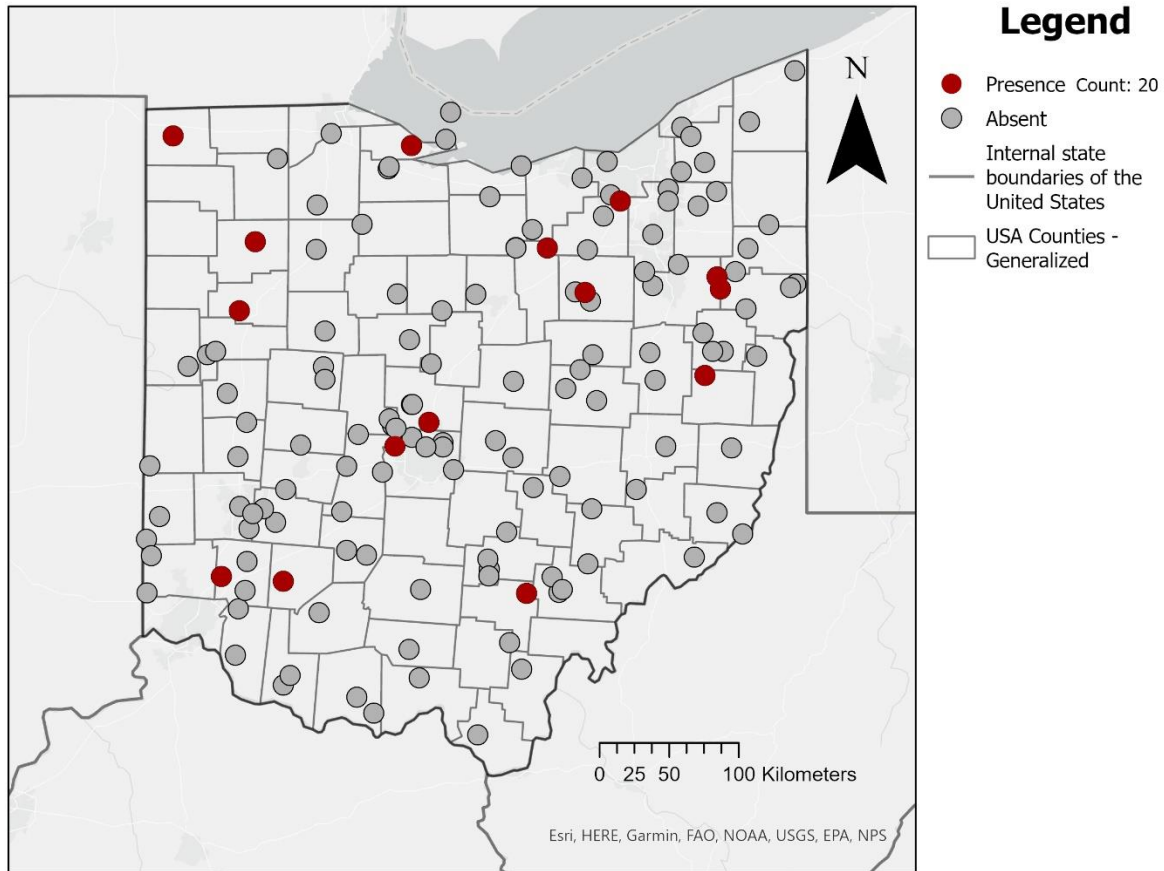 Legend
N
Presence Count: 20
Absent
Internal state
boundaries of the
United States
USA Counties -
Generalized
0 25 50 100 Kilometers
Esri, HERE, Garmin, FAO, NOAA, USGS, EPA, NPS